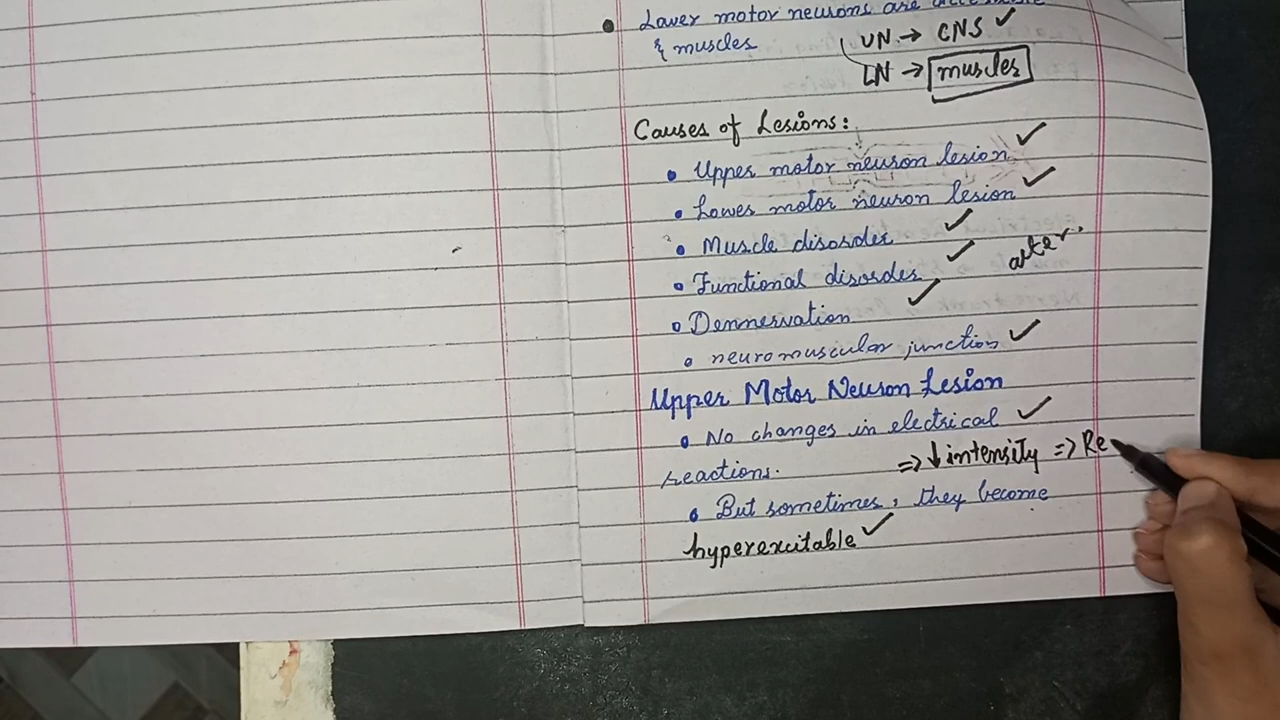 • Lower motor neurons are
& muscles
UN → CNS ✓
LN → muscles
Causes of Lesions:
• Upper motor neuron lesion ✓
• Lower motor neuron lesion ✓
• Muscle disorder ✓
• Functional disorder ✓
alter.
• Dennervation ✓
• neuromuscular junction ✓
Upper Motor Neuron Lesion
• No changes in electrical ✓
reactions.
⇒ ↓ intensity ⇒ Re
• But sometimes, they become
hyperexcitable ✓